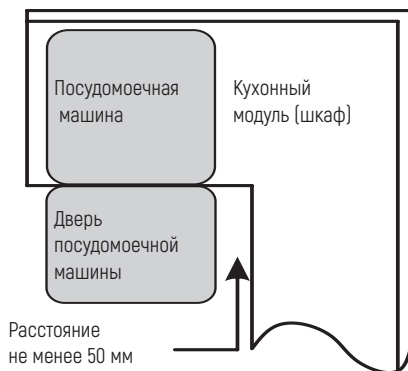 Посудомоечная
машина
Кухонный
модуль (шкаф)
Дверь
посудомоечной
машины
Расстояние
не менее 50 мм